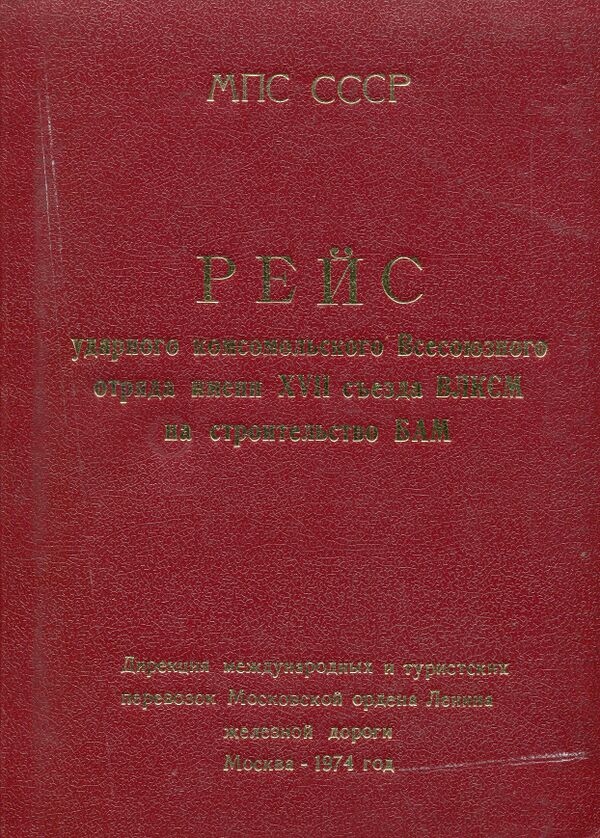 МПС СССР
РЕЙС
ударного комсомольского Всесоюзного
отряда имени XVII съезда ВЛКСМ
на строительство БАМ
Дирекция международных и туристских
перевозок Московской ордена Ленина
железной дороги
Москва - 1974 год